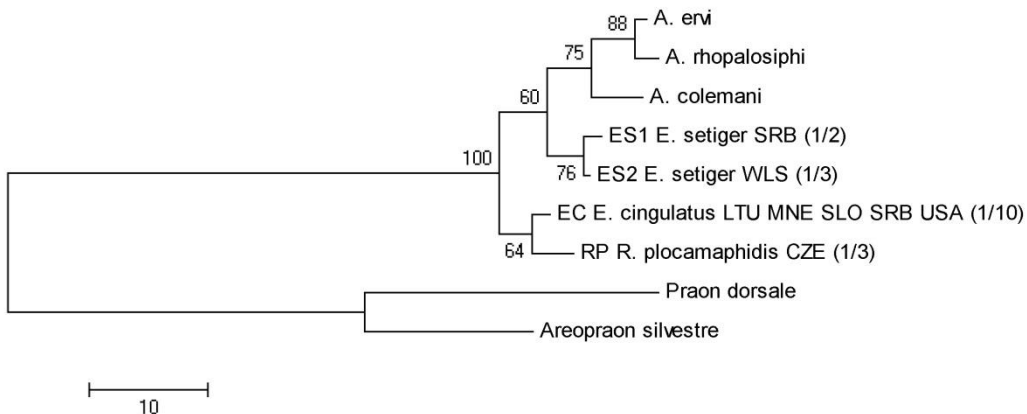 88
A. ervi
A. rhopalosiphi
75
A. colemani
60
ES1 E. setiger SRB (1/2)
76
ES2 E. setiger WLS (1/3)
100
EC E. cingulatus LTU MNE SLO SRB USA (1/10)
64
RP R. plocamaphidis CZE (1/3)
Praon dorsale
Areopraon silvestre
10